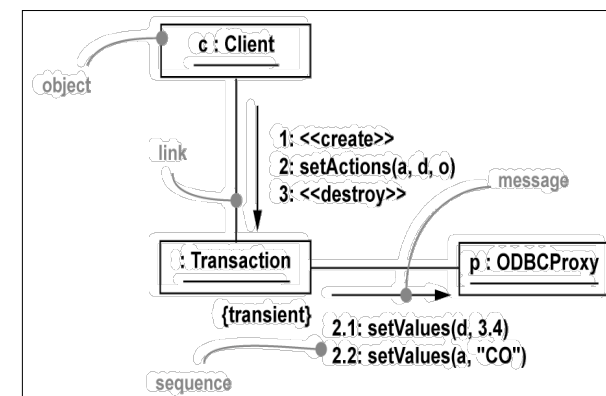 c : Client
object
1: <<create>>
2: setActions(a, d, o)
3: <<destroy>>
link
message
: Transaction
p : ODBCProxy
{transient}
2.1: setValues(d, 3.4)
2.2: setValues(a, "CO")
sequence